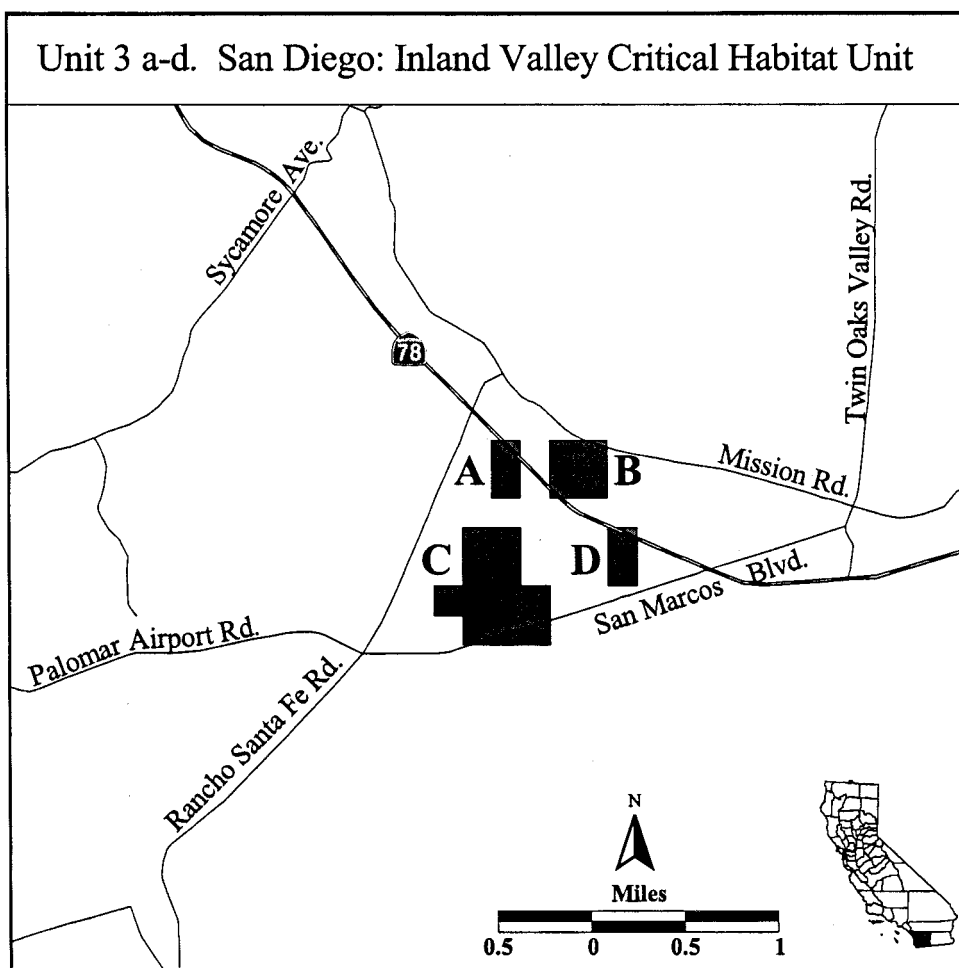 Unit 3 a-d. San Diego: Inland Valley Critical Habitat Unit
Sycamore Ave.
Twin Oaks Valley Rd.
78
A
B
Mission Rd.
C
D
San Marcos Blvd.
Palomar Airport Rd.
Rancho Santa Fe Rd.
N
Miles
0.5 0 0.5 1